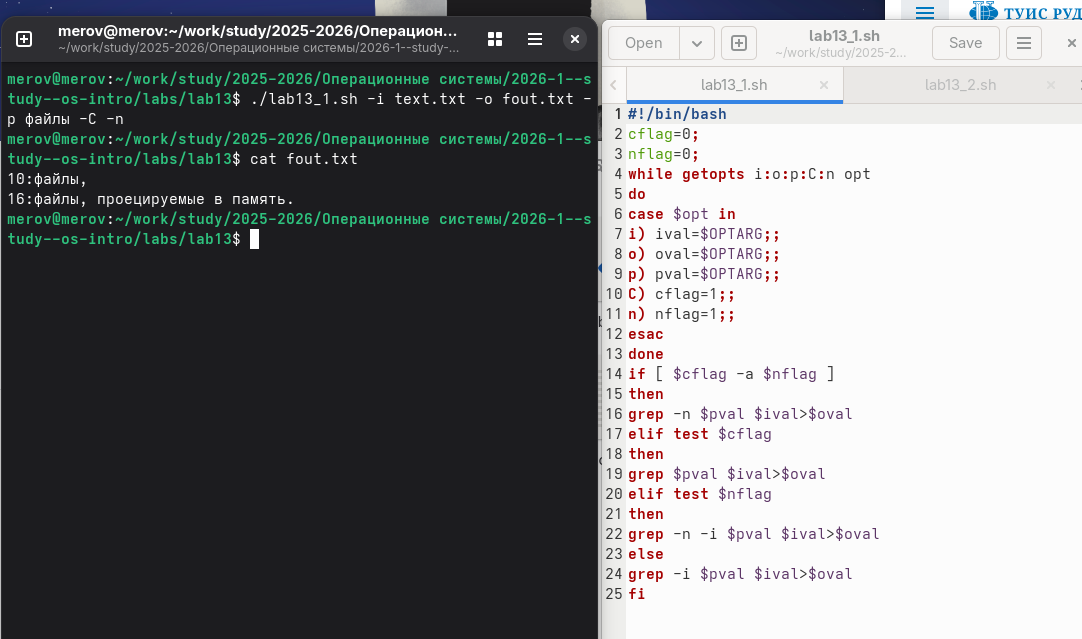 merov@merov:~/work/study/2025-2026/Операцион...
~/work/study/2025-2026/Операционные системы/2026-1--study-...
merov@merov:~/work/study/2025-2026/Операционные системы/2026-1--s
tudy--os-intro/labs/lab13$ ./lab13_1.sh -i text.txt -o fout.txt -
p файлы -C -n
merov@merov:~/work/study/2025-2026/Операционные системы/2026-1--s
tudy--os-intro/labs/lab13$ cat fout.txt
10:файлы,
16:файлы, проецируемые в память.
merov@merov:~/work/study/2025-2026/Операционные системы/2026-1--s
tudy--os-intro/labs/lab13$
ТУИС РУД
Open
lab13_1.sh
~/work/study/2025-2...
Save
lab13_1.sh
lab13_2.sh
1 #!/bin/bash
2 cflag=0;
3 nflag=0;
4 while getopts i:o:p:C:n opt
5 do
6 case $opt in
7 i) ival=$OPTARG;;
8 o) oval=$OPTARG;;
9 p) pval=$OPTARG;;
10 C) cflag=1;;
11 n) nflag=1;;
12 esac
13 done
14 if [ $cflag -a $nflag ]
15 then
16 grep -n $pval $ival>$oval
17 elif test $cflag
18 then
19 grep $pval $ival>$oval
20 elif test $nflag
21 then
22 grep -n -i $pval $ival>$oval
23 else
24 grep -i $pval $ival>$oval
25 fi